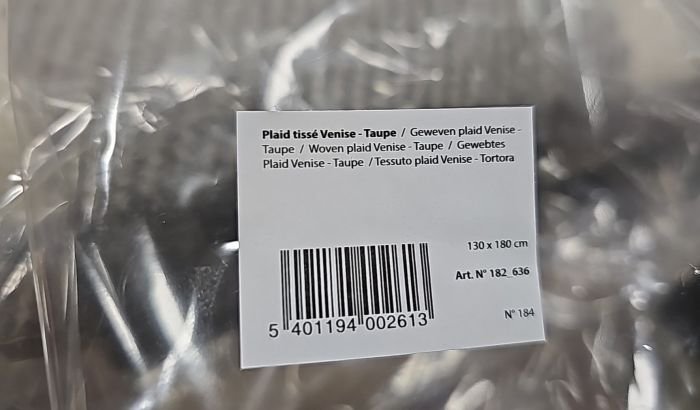 Plaid tissé Venise - Taupe / Geweven plaid Venise -
Taupe / Woven plaid Venise - Taupe / Gewebtes
Plaid Venise - Taupe / Tessuto plaid Venise - Tortora
130 x 180 cm
Art. N° 182_636
5 401194 002613
N° 184